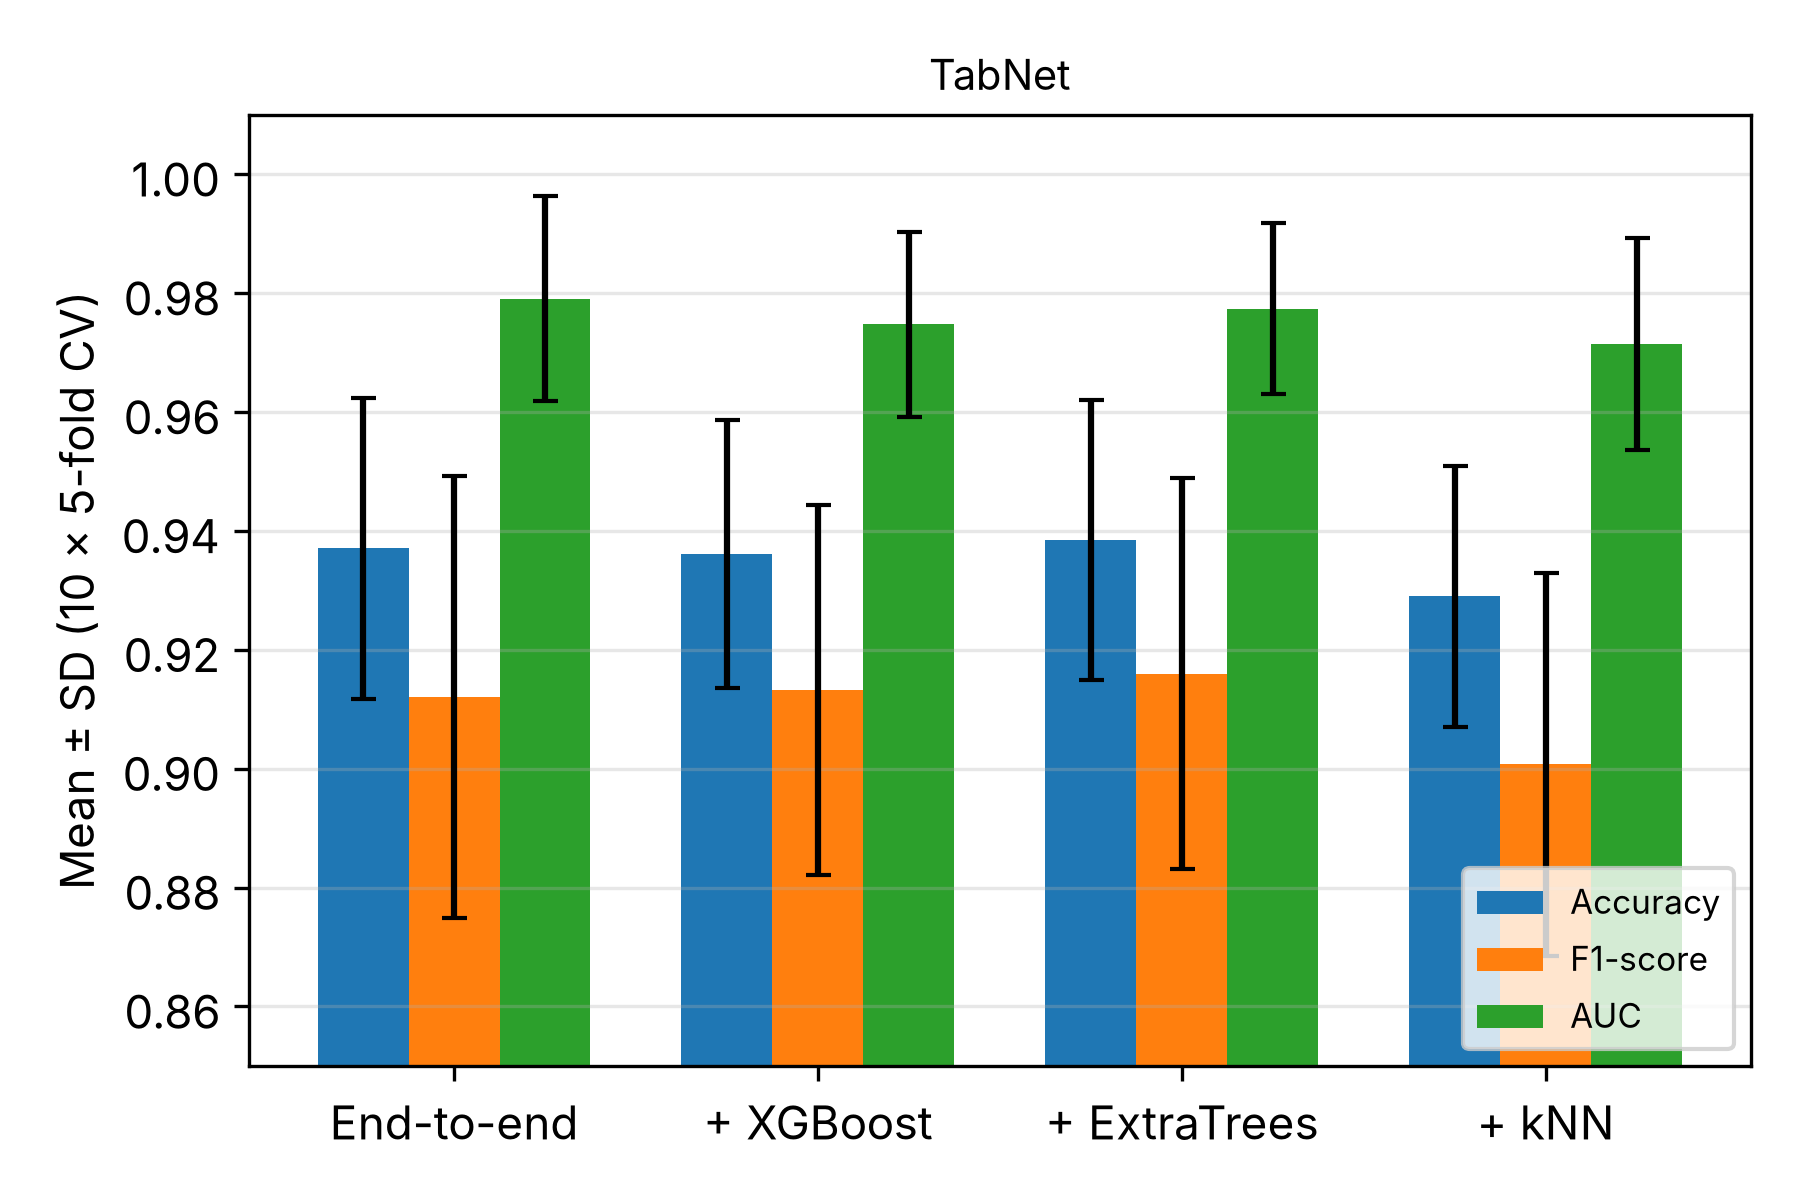 TabNet
Mean ± SD (10 × 5-fold CV)
1.00
0.98
0.96
0.94
0.92
0.90
0.88
0.86
End-to-end
+ XGBoost
+ ExtraTrees
+ kNN
Accuracy
F1-score
AUC